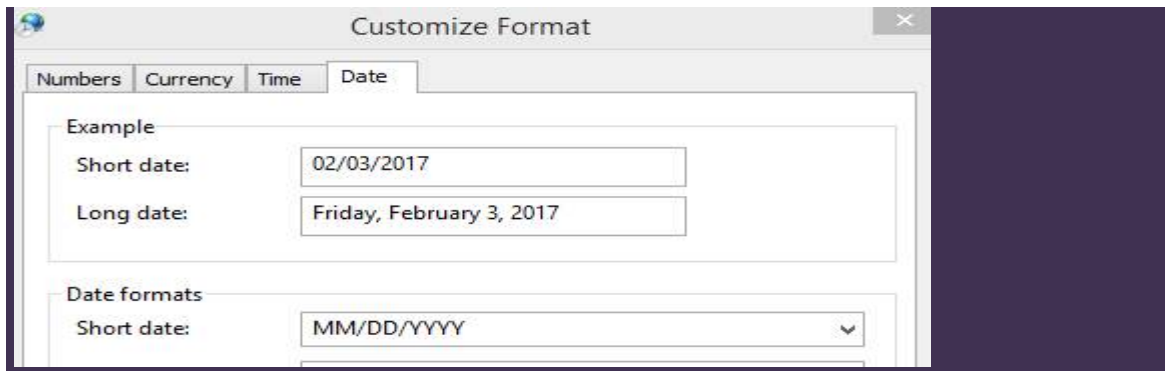 Customize Format
Numbers Currency Time Date
Example
Short date: 02/03/2017
Long date: Friday, February 3, 2017
Date formats
Short date: MM/DD/YYYY